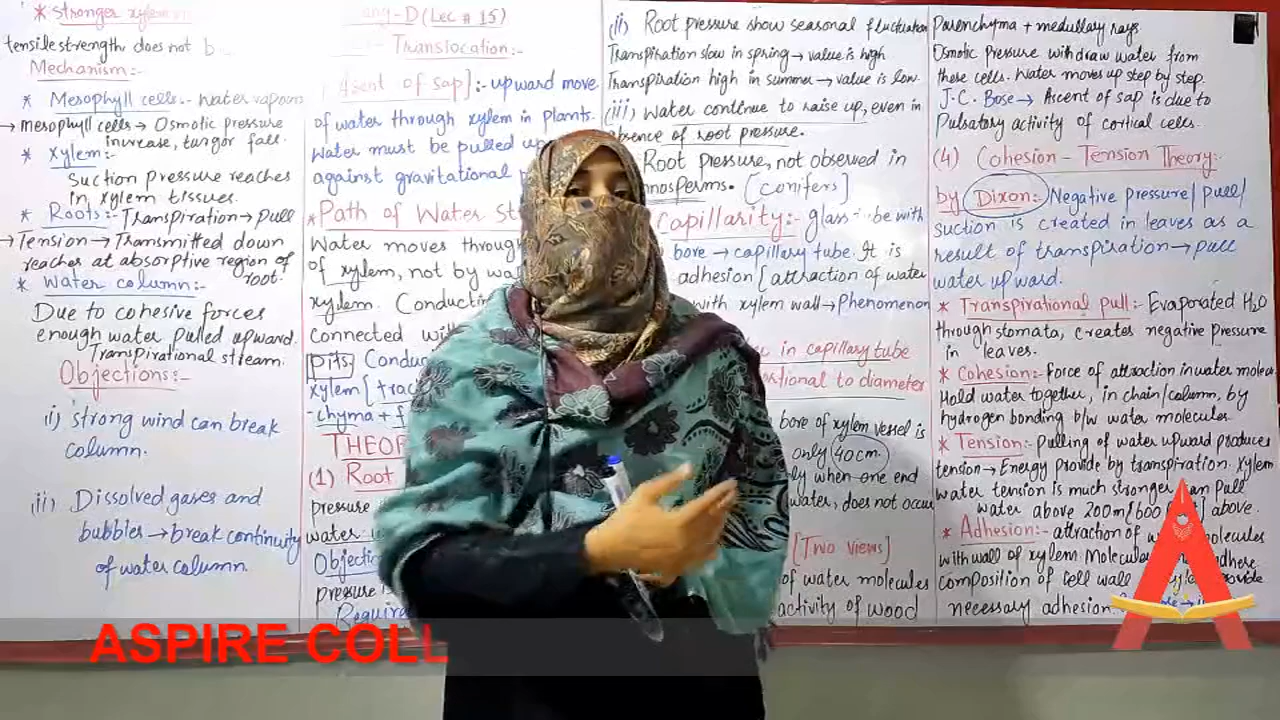 * stronger xylem
tensile strength does not b
Mechanism:-
* Mesophyll cells:- water vapours
→ mesophyll cells → Osmotic pressure
increase, turgor fall.
* Xylem:-
Suction pressure reaches
in xylem tissues.
* Roots:- Transpiration → pull
→ Tension → Transmitted down
reaches at absorptive region of
root.
* Water column:-
Due to cohesive forces
enough water pulled upward.
Transpirational stream.
Objections:-
i) strong wind can break
column.
ii) Dissolved gases and
bubbles → break continuity
of water column.
-D (Lec # 15)
Translocation:-
Ascent of sap]:- upward move.
of water through xylem in plants.
Water must be pulled up
against gravitational
* Path of Water
Water moves through
of xylem, not by
xylem. Conducting
Connected
pits
xylem [
-chyma +
THEOR
(1) Root
pressure
water
Objecti
pressure is
Require
(ii) Root pressure show seasonal fluctuation
Transpiration slow in spring → value is high
Transpiration high in summer → value is low.
(iii) Water continue to raise up, even in
absence of root pressure.
Root Pressure, not observed in
[conifers]
Capillarity:- glass be with
bore → capillary tube. It is
adhesion [attraction of water
with xylem wall → Phenomenon
in capillary tube
to diameter
bore of xylem vessel is
only 40cm.
when one end
water, does not occur
[Two views]
of water molecules
activity of wood
Parenchyma + medullary rays
Osmotic Pressure withdraw water from
these cells. Water moves up step by step.
J.C. Bose → Ascent of sap is due to
Pulsatory activity of cortical cells.
(4) Cohesion - Tension Theory:-
by Dixon: Negative Pressure/pull/
suction is created in leaves as a
result of transpiration → pull
water upward.
* Transpirational pull:- Evaporated H₂O
through stomata, creates negative pressure
in leaves.
* Cohesion:- Force of attraction in water molecu
Hold water together, in chain/column, by
hydrogen bonding b/w water molecules.
* Tension:- Pulling of water upward produces
tension → Energy provide by transpiration. Xylem
water tension is much stronger can pull
water above 200m [600 above.
* Adhesion:- attraction of molecules
with wall of xylem. Molecules adhere
composition of cell wall provide
necessary adhesion.
ASPIRE COLL